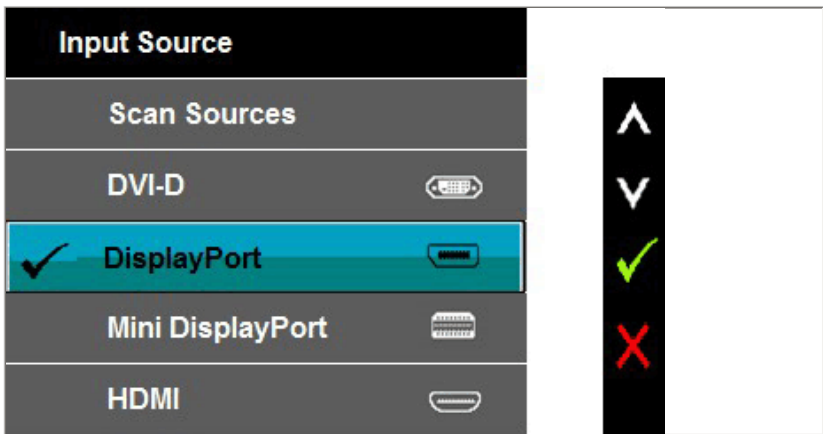 Input Source
Scan Sources
DVI-D
DisplayPort
Mini DisplayPort
HDMI